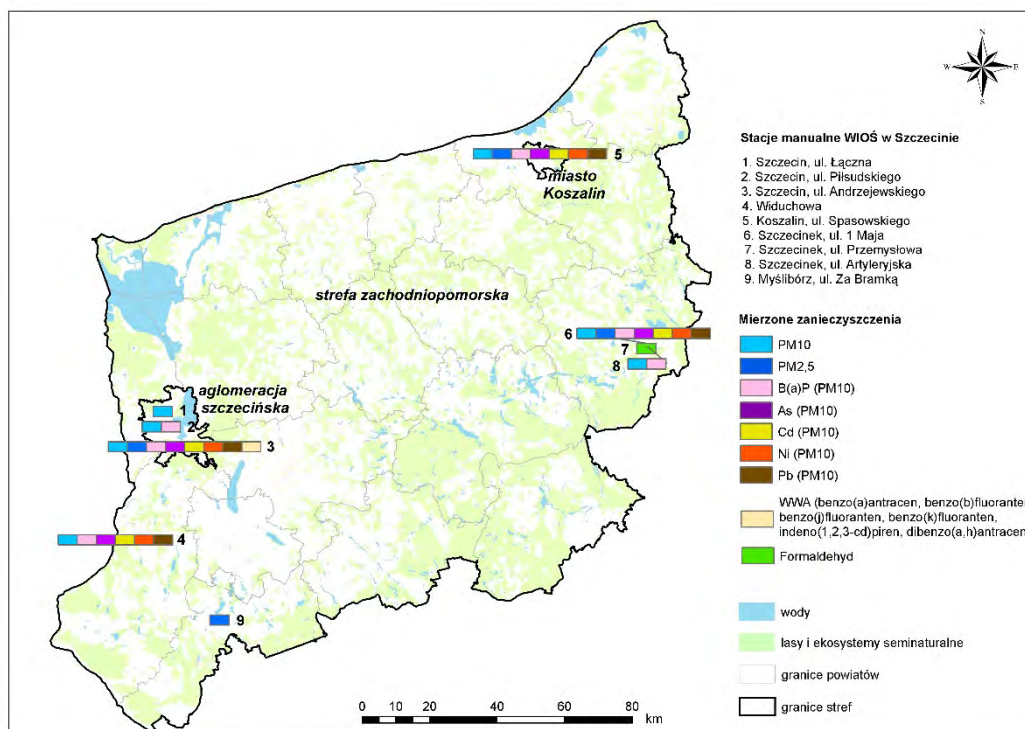 N
W E
S
Stacje manualne WIOŚ w Szczecinie
1. Szczecin, ul. Łączna
2. Szczecin, ul. Piłsudskiego
3. Szczecin, ul. Andrzejewskiego
4. Widuchowa
5. Koszalin, ul. Spasowskiego
6. Szczecinek, ul. 1 Maja
7. Szczecinek, ul. Przemysłowa
8. Szczecinek, ul. Artyleryjska
9. Myślibórz, ul. Za Bramką
Mierzone zanieczyszczenia
PM10
PM2,5
B(a)P (PM10)
As (PM10)
Cd (PM10)
Ni (PM10)
Pb (PM10)
WWA (benzo(a)antracen, benzo(b)fluoranten
benzo(j)fluoranten, benzo(k)fluoranten,
indeno(1,2,3-cd)piren, dibenzo(a,h)antracen
Formaldehyd
wody
lasy i ekosystemy seminaturalne
granice powiatów
granice stref
5
miasto
Koszalin
strefa zachodniopomorska
6
7
8
aglomeracja
szczecińska
1
2
3
4
9
0 10 20 40 60 80
km